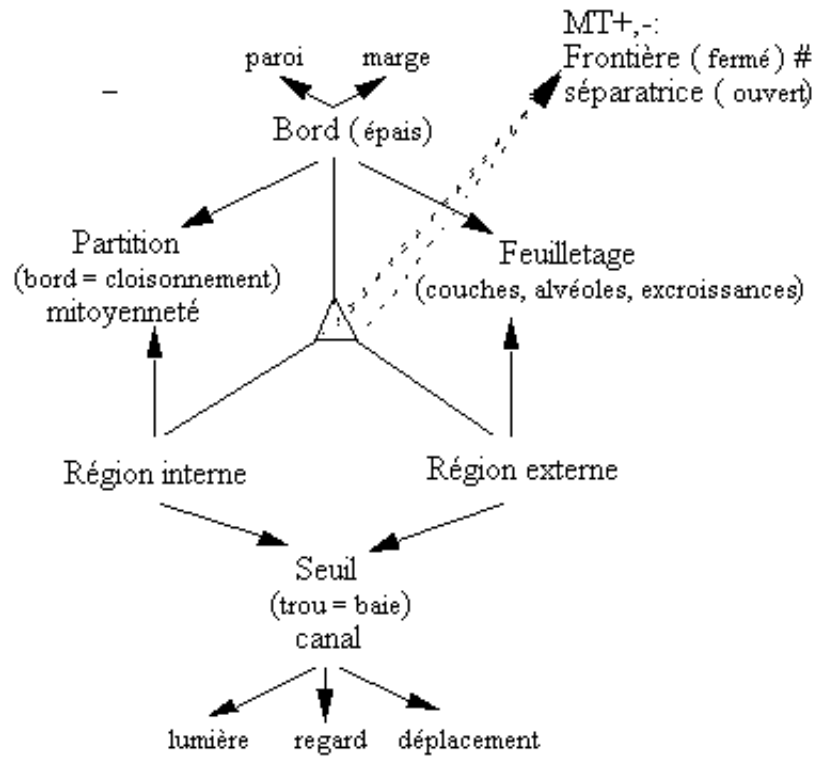 MT+,-:
paroi marge
Frontière ( fermé) #
séparatrice ( ouvert)
–
Bord (épais)
Partition
(bord = cloisonnement)
mitoyenneté
Feuilletage
(couches, alvéoles, excroissances)
Région interne
Région externe
Seuil
(trou = baie)
canal
lumière regard déplacement